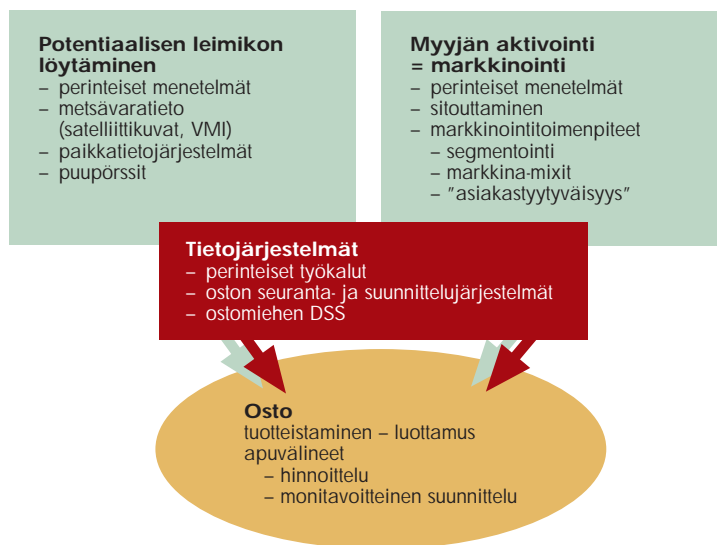 Potentiaalisen leimikon
löytäminen
– perinteiset menetelmät
– metsävaratieto
(satelliittikuvat, VMI)
– paikkatietojärjestelmät
– puupörssit
Myyjän aktivointi
= markkinointi
– perinteiset menetelmät
– sitouttaminen
– markkinointitoimenpiteet
– segmentointi
– markkina-mixit
– ”asiakastyytyväisyys”
Tietojärjestelmät
– perinteiset työkalut
– oston seuranta- ja suunnittelujärjestelmät
– ostomiehen DSS
Osto
tuotteistaminen – luottamus
apuvälineet
– hinnoittelu
– monitavoitteinen suunnittelu